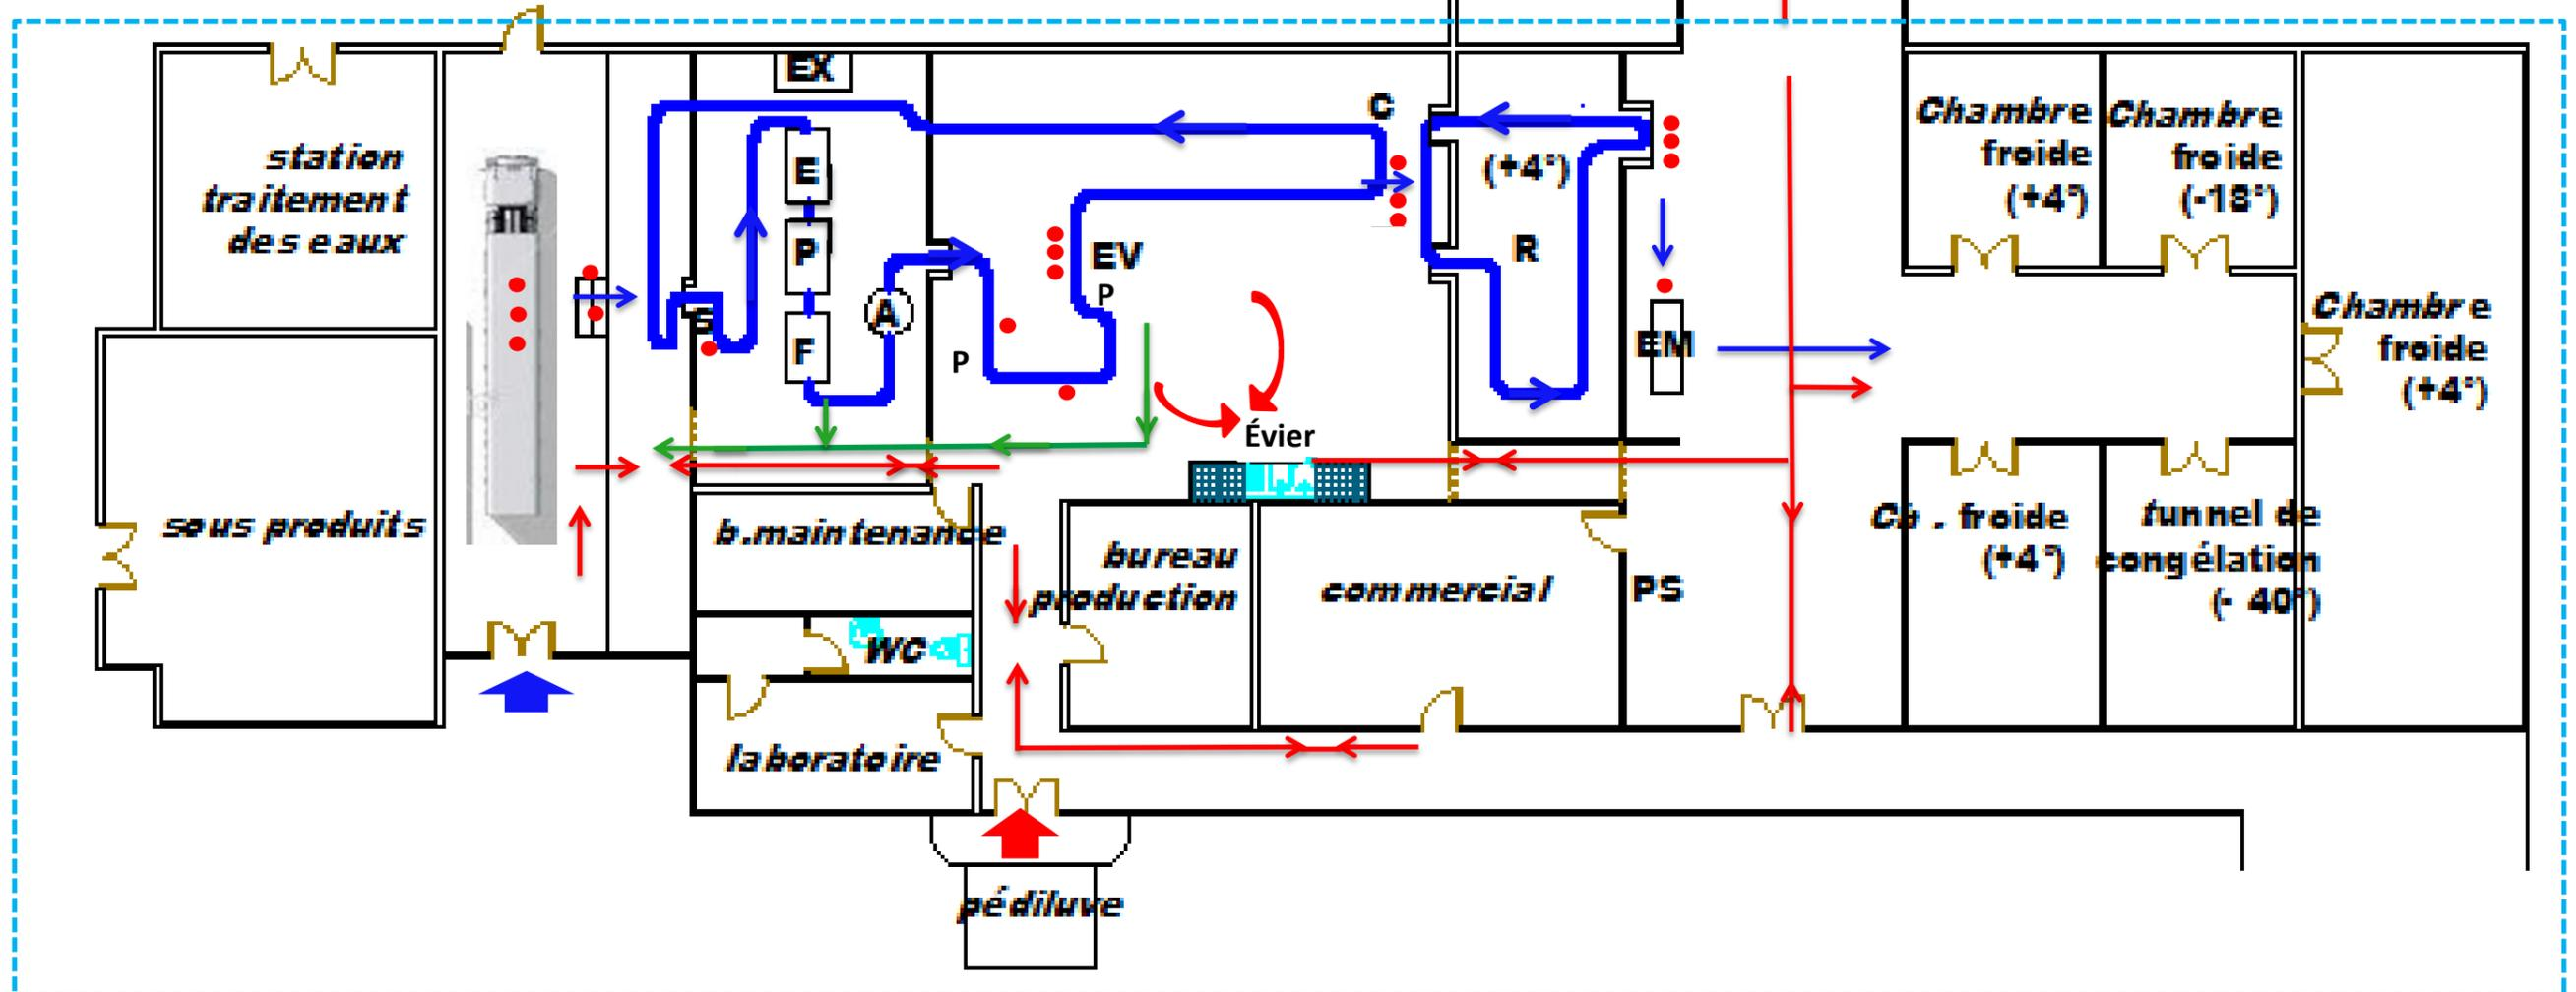 EX
station
traitement
des eaux
E
P
F
S
A
P
C
EV
P
(+4°)
R
EM
Chambre
froide
(+4°)
Chambre
froide
(-18°)
Chambre
froide
(+4°)
Évier
sous produits
b.maintenance
WC
laboratoire
bureau
production
commercial
PS
Ch . froide
(+4°)
tunnel de
congélation
(- 40°)
pédiluve